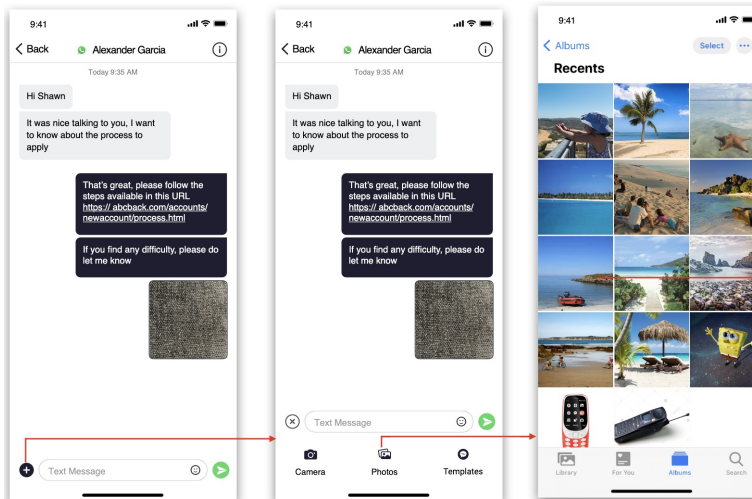 9:41
Back
Alexander Garcia
Today 9:35 AM
Hi Shawn
It was nice talking to you, I want
to know about the process to
apply
That's great, please follow the
steps available in this URL
https:// abcback.com/accounts/
newaccount/process.html
If you find any difficulty, please do
let me know
Text Message
9:41
Back
Alexander Garcia
Today 9:35 AM
Hi Shawn
It was nice talking to you, I want
to know about the process to
apply
That's great, please follow the
steps available in this URL
https:// abcback.com/accounts/
newaccount/process.html
If you find any difficulty, please do
let me know
Text Message
Camera
Photos
Templates
9:41
Albums
Select
Recents
Library
For You
Albums
Search